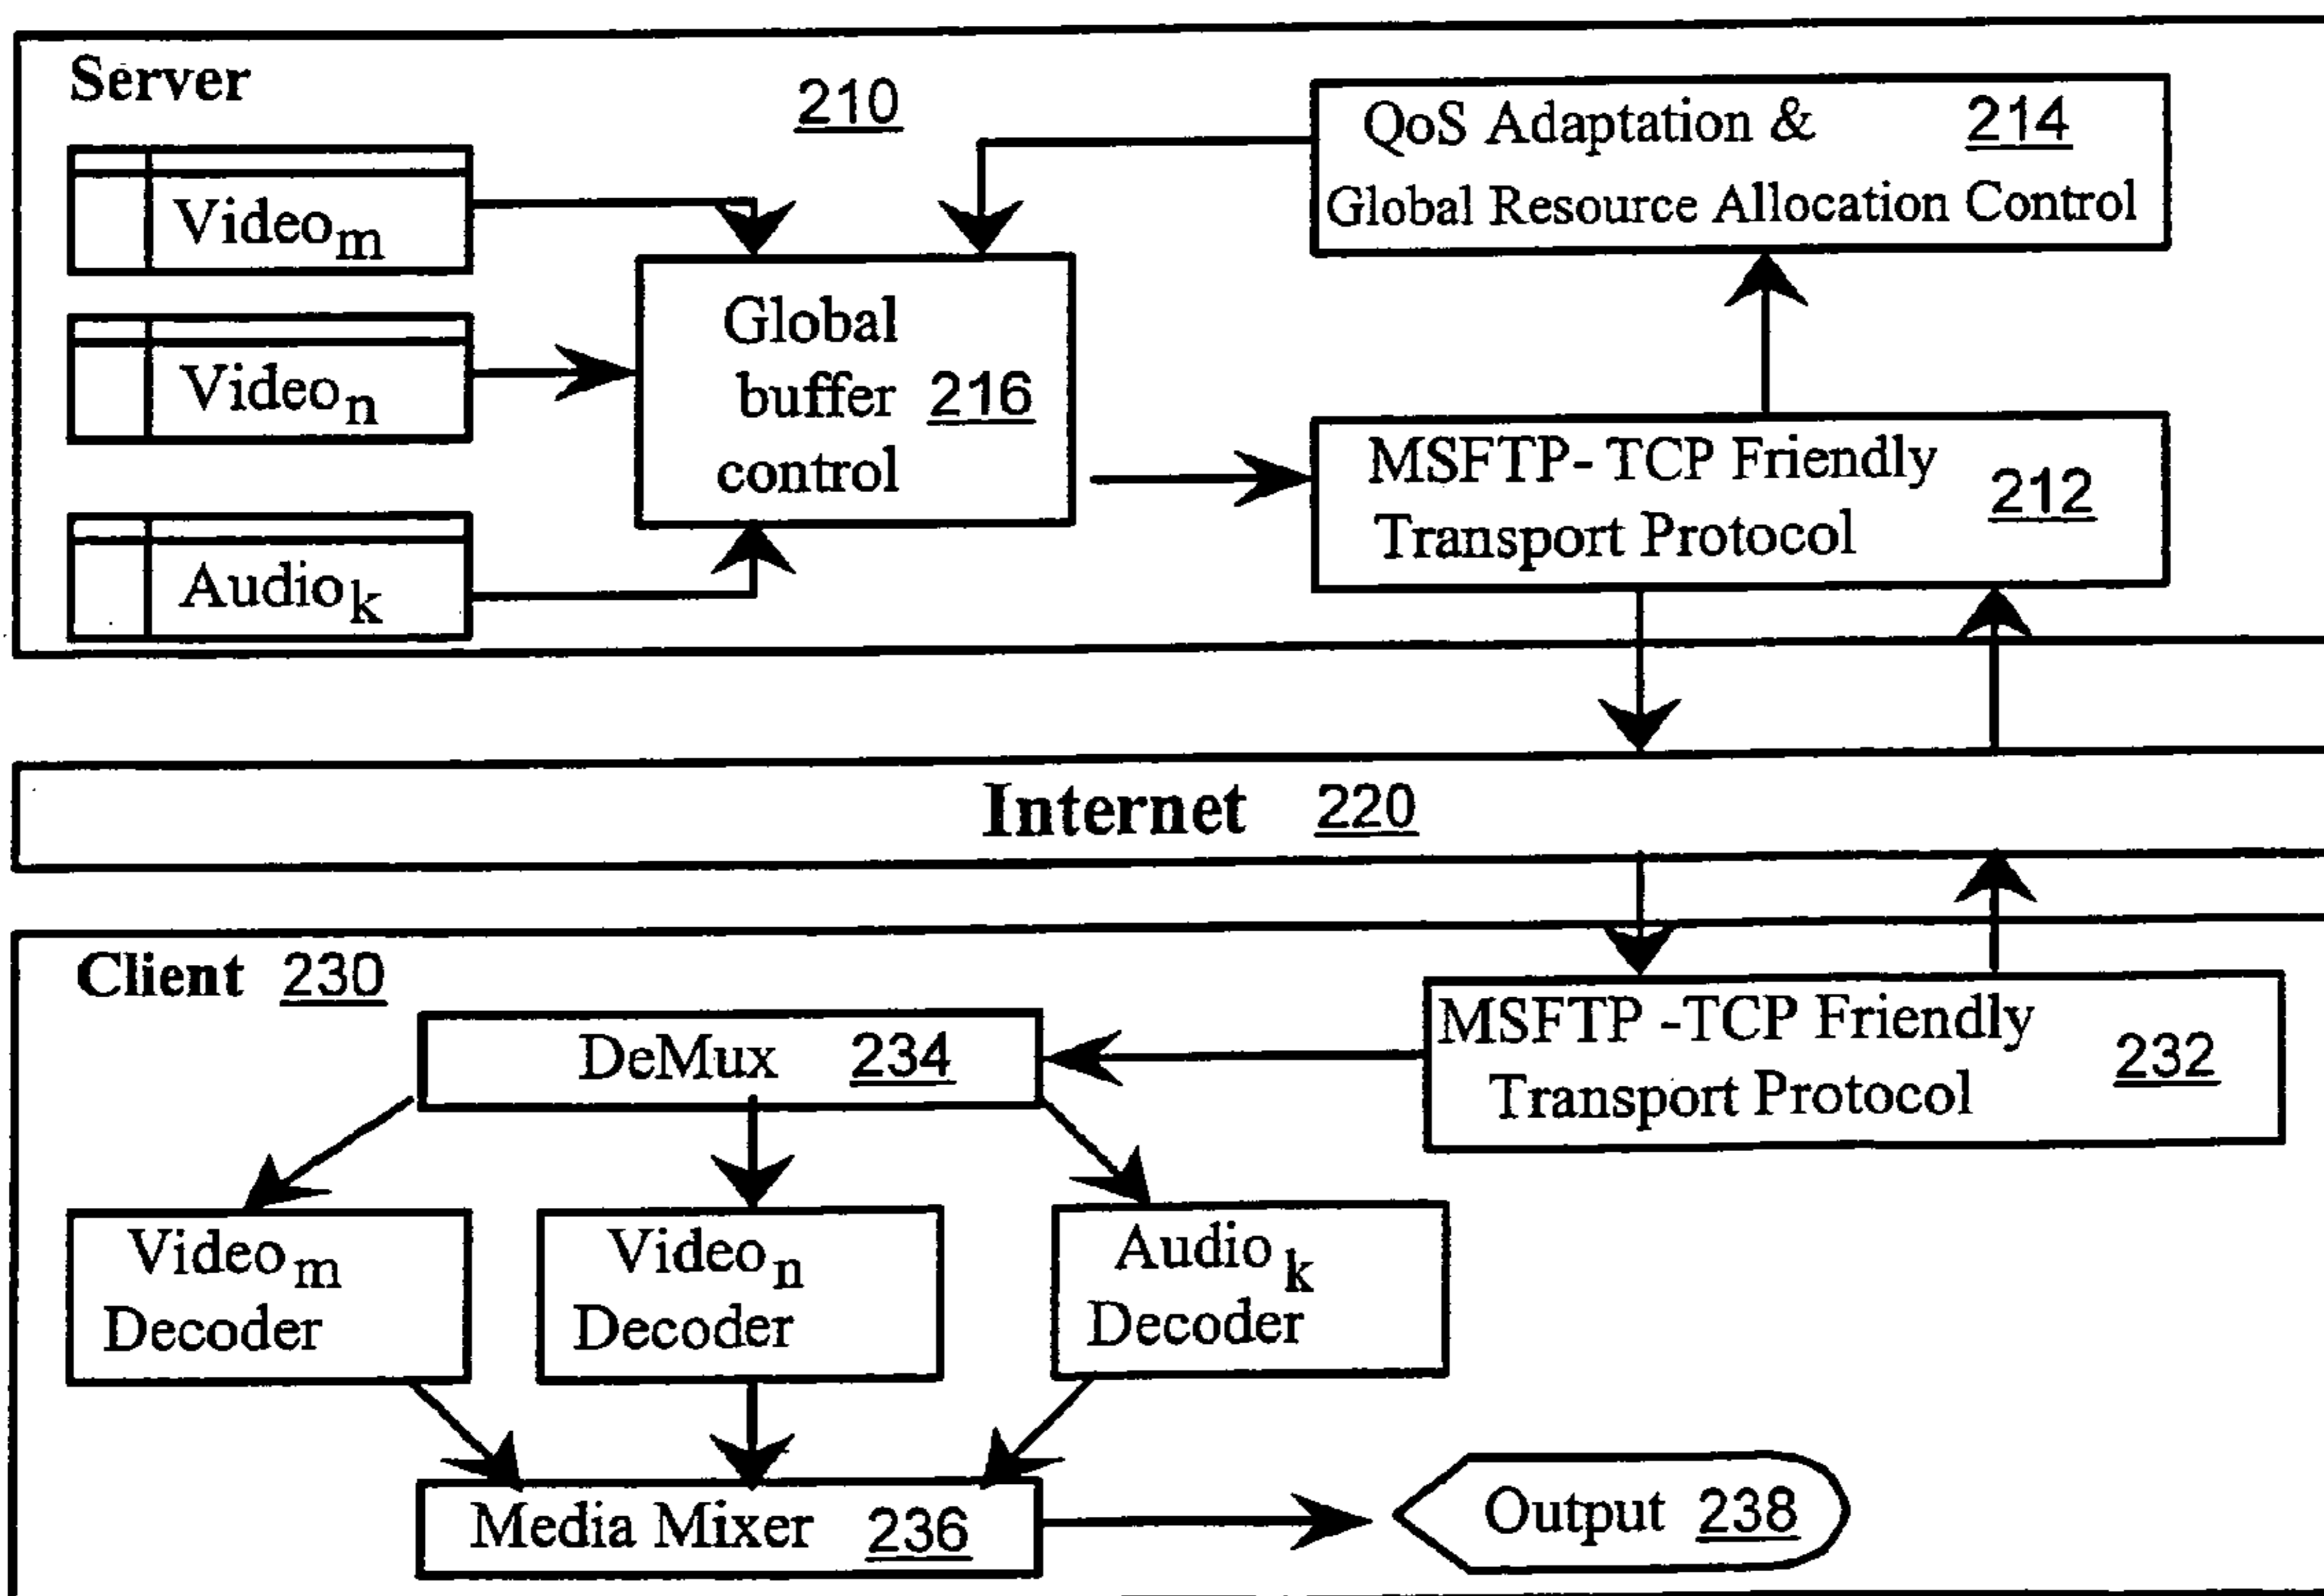 Server
210
QoS Adaptation & 214
Global Resource Allocation Control
Videom
Videon
Audiok
Global
buffer 216
control
MSFTP- TCP Friendly
Transport Protocol
212
Internet 220
Client 230
DeMux 234
MSFTP -TCP Friendly
Transport Protocol
232
Videom
Decoder
Videon
Decoder
Audiok
Decoder
Media Mixer 236
Output 238